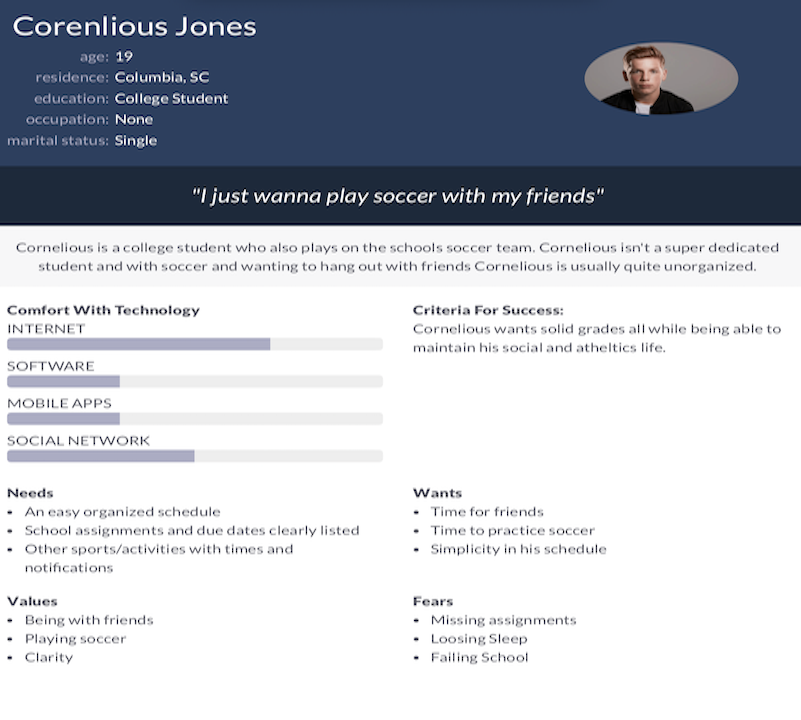 Corenlious Jones
age: 19
residence: Columbia, SC
education: College Student
occupation: None
marital status: Single
"I just wanna play soccer with my friends"
Cornelious is a college student who also plays on the schools soccer team. Cornelious isn't a super dedicated
student and with soccer and wanting to hang out with friends Cornelious is usually quite unorganized.
Comfort With Technology
INTERNET
SOFTWARE
MOBILE APPS
SOCIAL NETWORK
Criteria For Success:
Cornelious wants solid grades all while being able to
maintain his social and atheltics life.
Needs
• An easy organized schedule
• School assignments and due dates clearly listed
• Other sports/activities with times and
notifications
Wants
• Time for friends
• Time to practice soccer
• Simplicity in his schedule
Values
• Being with friends
• Playing soccer
• Clarity
Fears
• Missing assignments
• Loosing Sleep
• Failing School